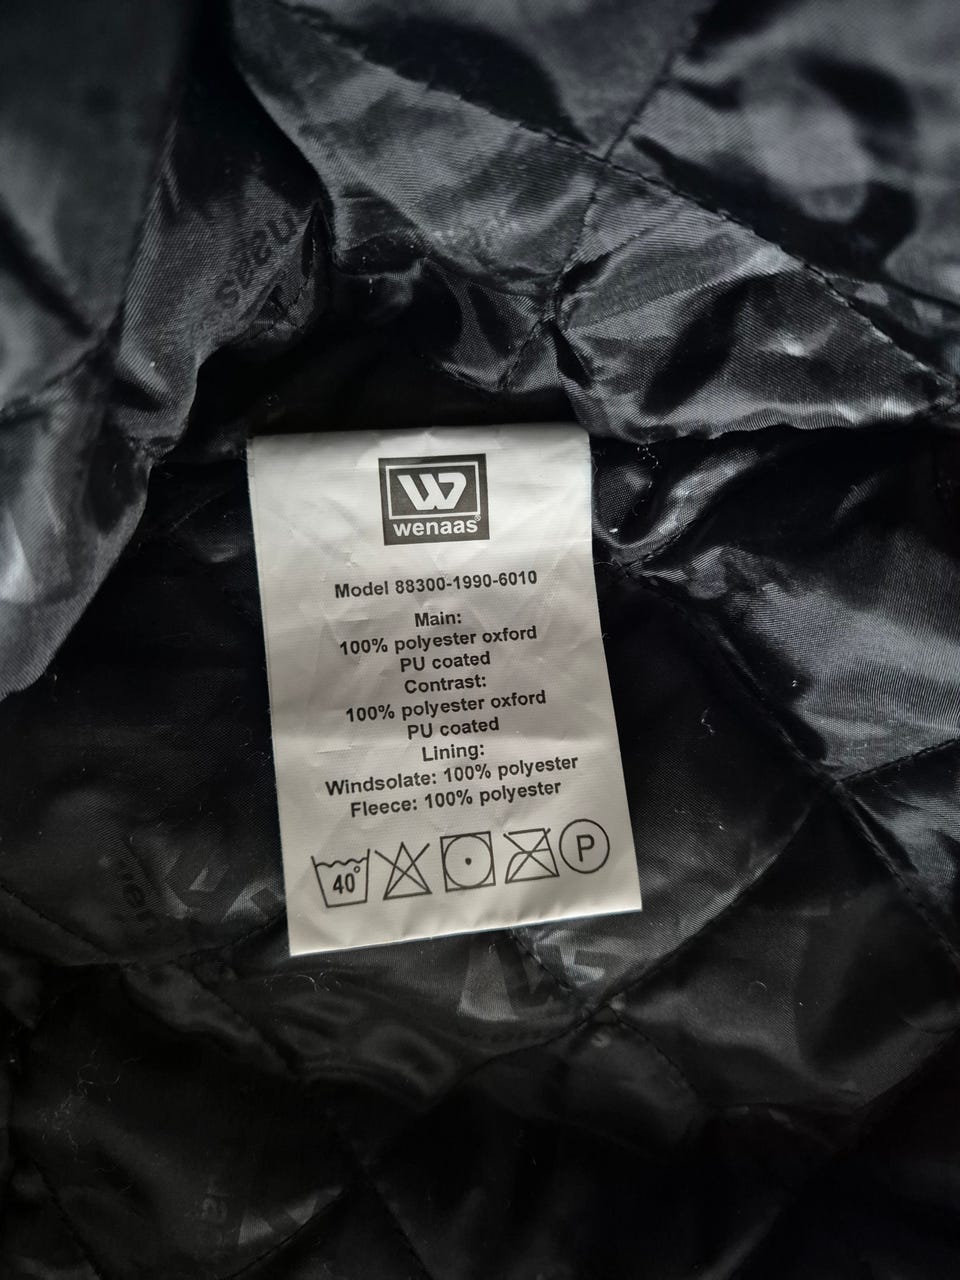 wenaas
W
wenaas®
Model 88300-1990-6010
Main:
100% polyester oxford
PU coated
Contrast:
100% polyester oxford
PU coated
Lining:
Windsolate: 100% polyester
Fleece: 100% polyester
40°
P